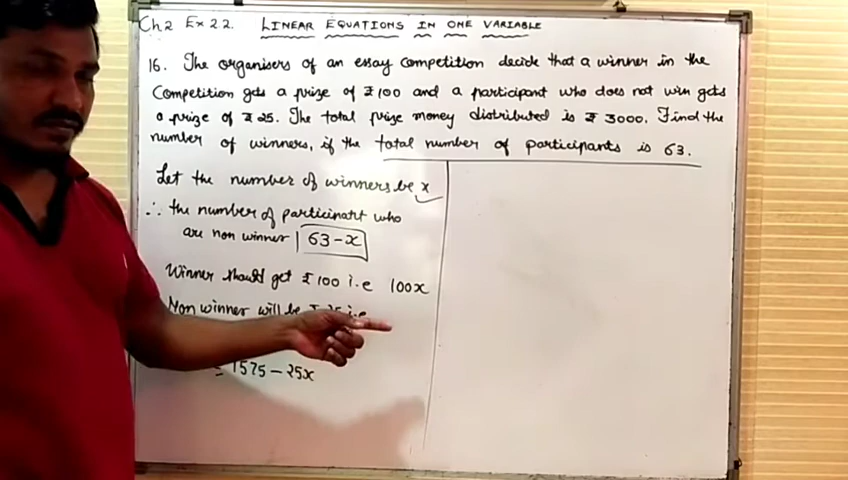 Ch 2 Ex 2.2. LINEAR EQUATIONS IN ONE VARIABLE
16. The organisers of an essay competition decide that a winner in the
competition gets a prize of ₹100 and a participant who does not win gets
a prize of ₹25. The total prize money distributed is ₹ 3000. Find the
number of winners, if the total number of participants is 63.
Let the number of winners be x
∴ the number of participant who
are non winner 63-x
Winner should get ₹100 i.e 100x
Non winner will be ₹ 25 i.e
= 1575 - 25x